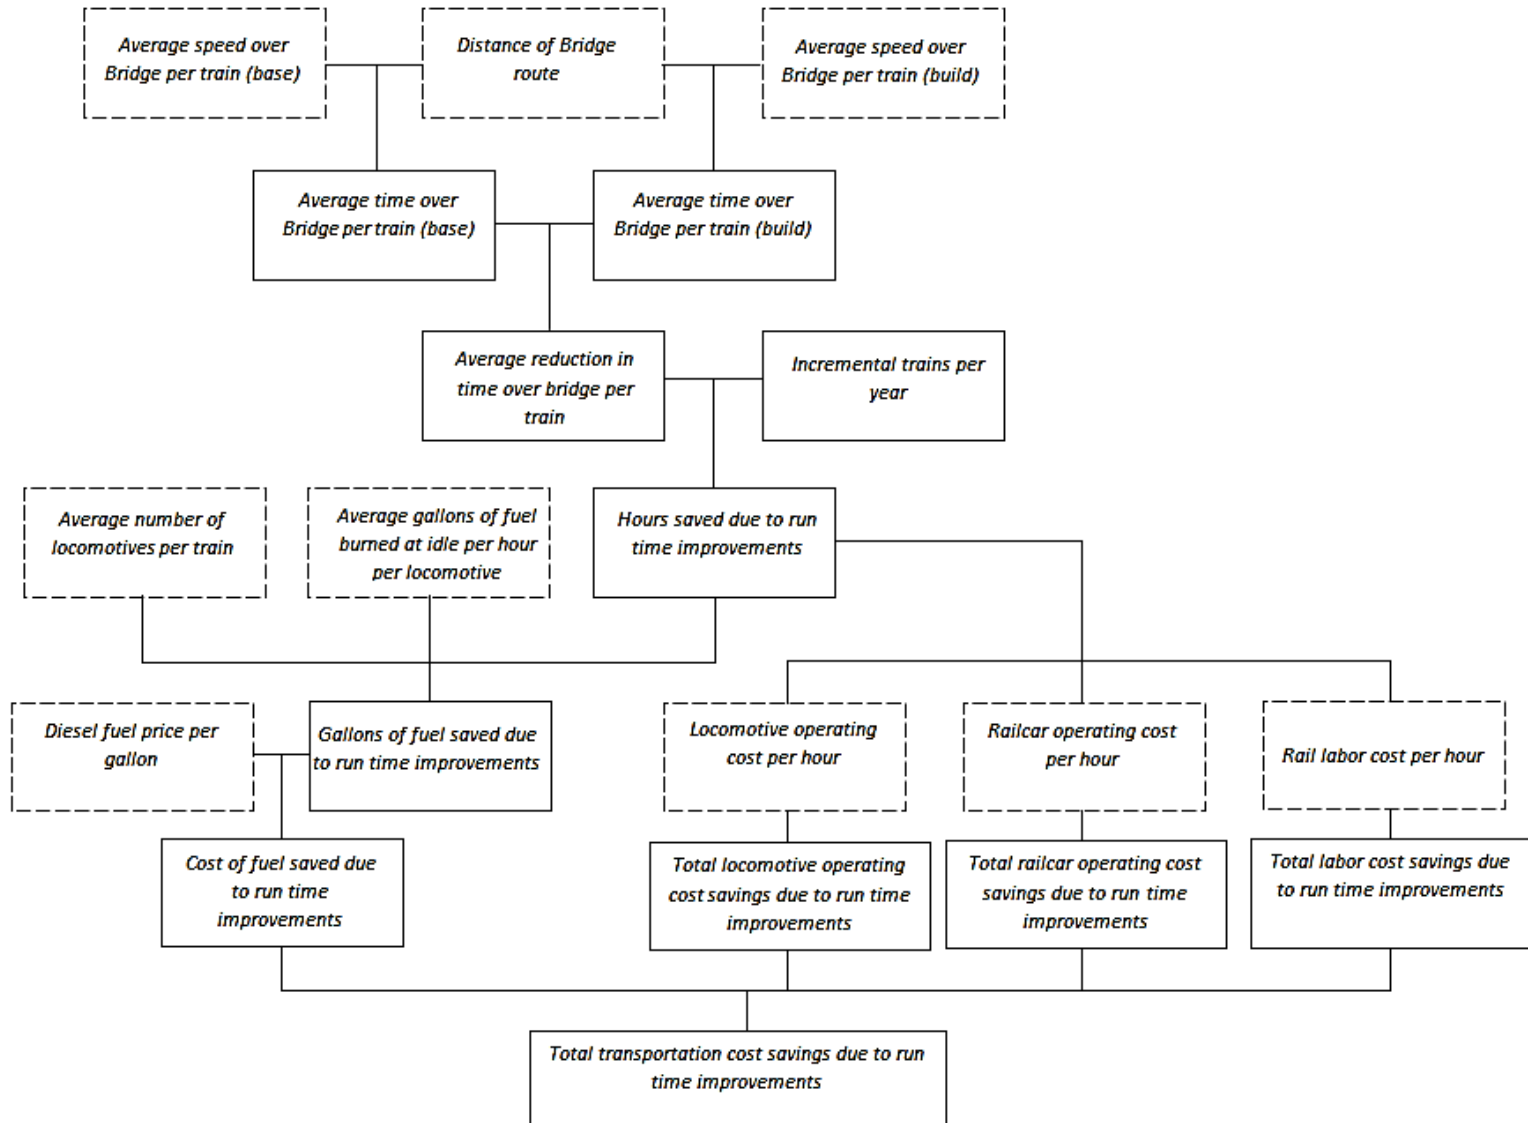 Average speed over
Bridge per train (base)
Distance of Bridge
route
Average speed over
Bridge per train (build)
Average time over
Bridge per train (base)
Average time over
Bridge per train (build)
Average reduction in
time over bridge per
train
Incremental trains per
year
Average number of
locomotives per train
Average gallons of fuel
burned at idle per hour
per locomotive
Hours saved due to run
time improvements
Diesel fuel price per
gallon
Gallons of fuel saved due
to run time improvements
Locomotive operating
cost per hour
Railcar operating cost
per hour
Rail labor cost per hour
Cost of fuel saved due
to run time
improvements
Total locomotive operating
cost savings due to run time
improvements
Total railcar operating cost
savings due to run time
improvements
Total labor cost savings due
to run time improvements
Total transportation cost savings due to run
time improvements